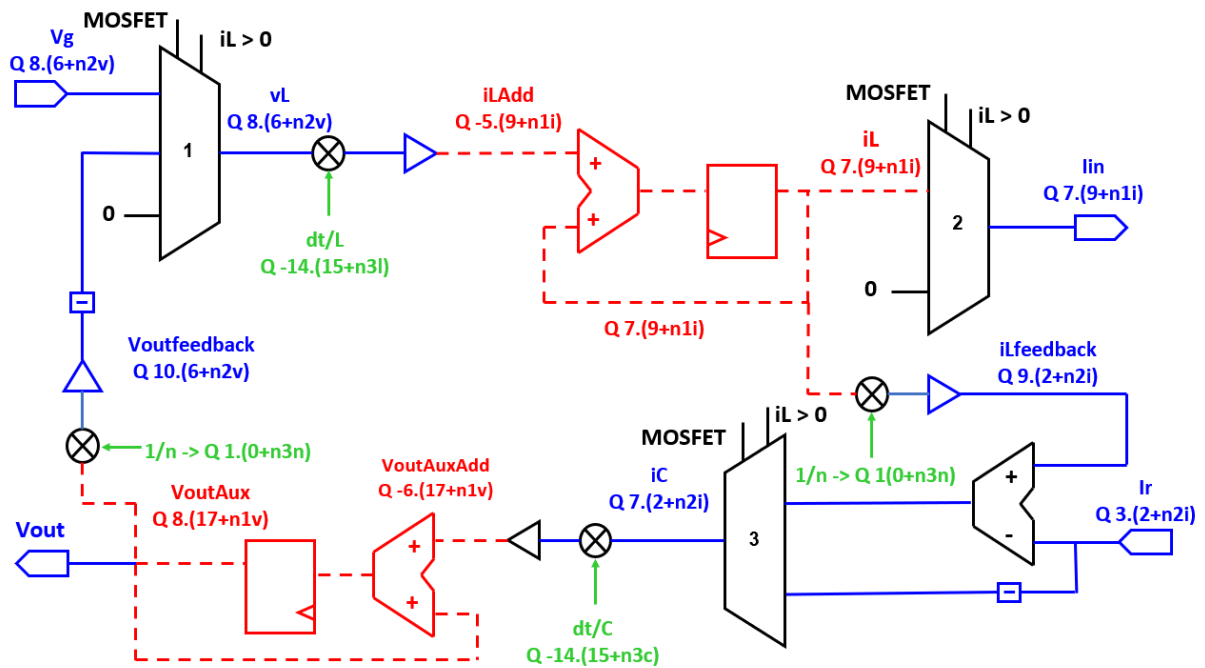 MOSFET
iL > 0
Vg
Q 8.(6+n2v)
1
0
vL
Q 8.(6+n2v)
dt/L
Q -14.(15+n3l)
iLAdd
Q -5.(9+n1i)
+
+
Q 7.(9+n1i)
MOSFET
iL > 0
iL
Q 7.(9+n1i)
2
0
Iin
Q 7.(9+n1i)
−
Voutfeedback
Q 10.(6+n2v)
1/n -> Q 1.(0+n3n)
VoutAux
Q 8.(17+n1v)
Vout
VoutAuxAdd
Q -6.(17+n1v)
+
+
dt/C
Q -14.(15+n3c)
MOSFET
iL > 0
iC
Q 7.(2+n2i)
3
1/n -> Q 1(0+n3n)
iLfeedback
Q 9.(2+n2i)
+
-
Ir
Q 3.(2+n2i)
−